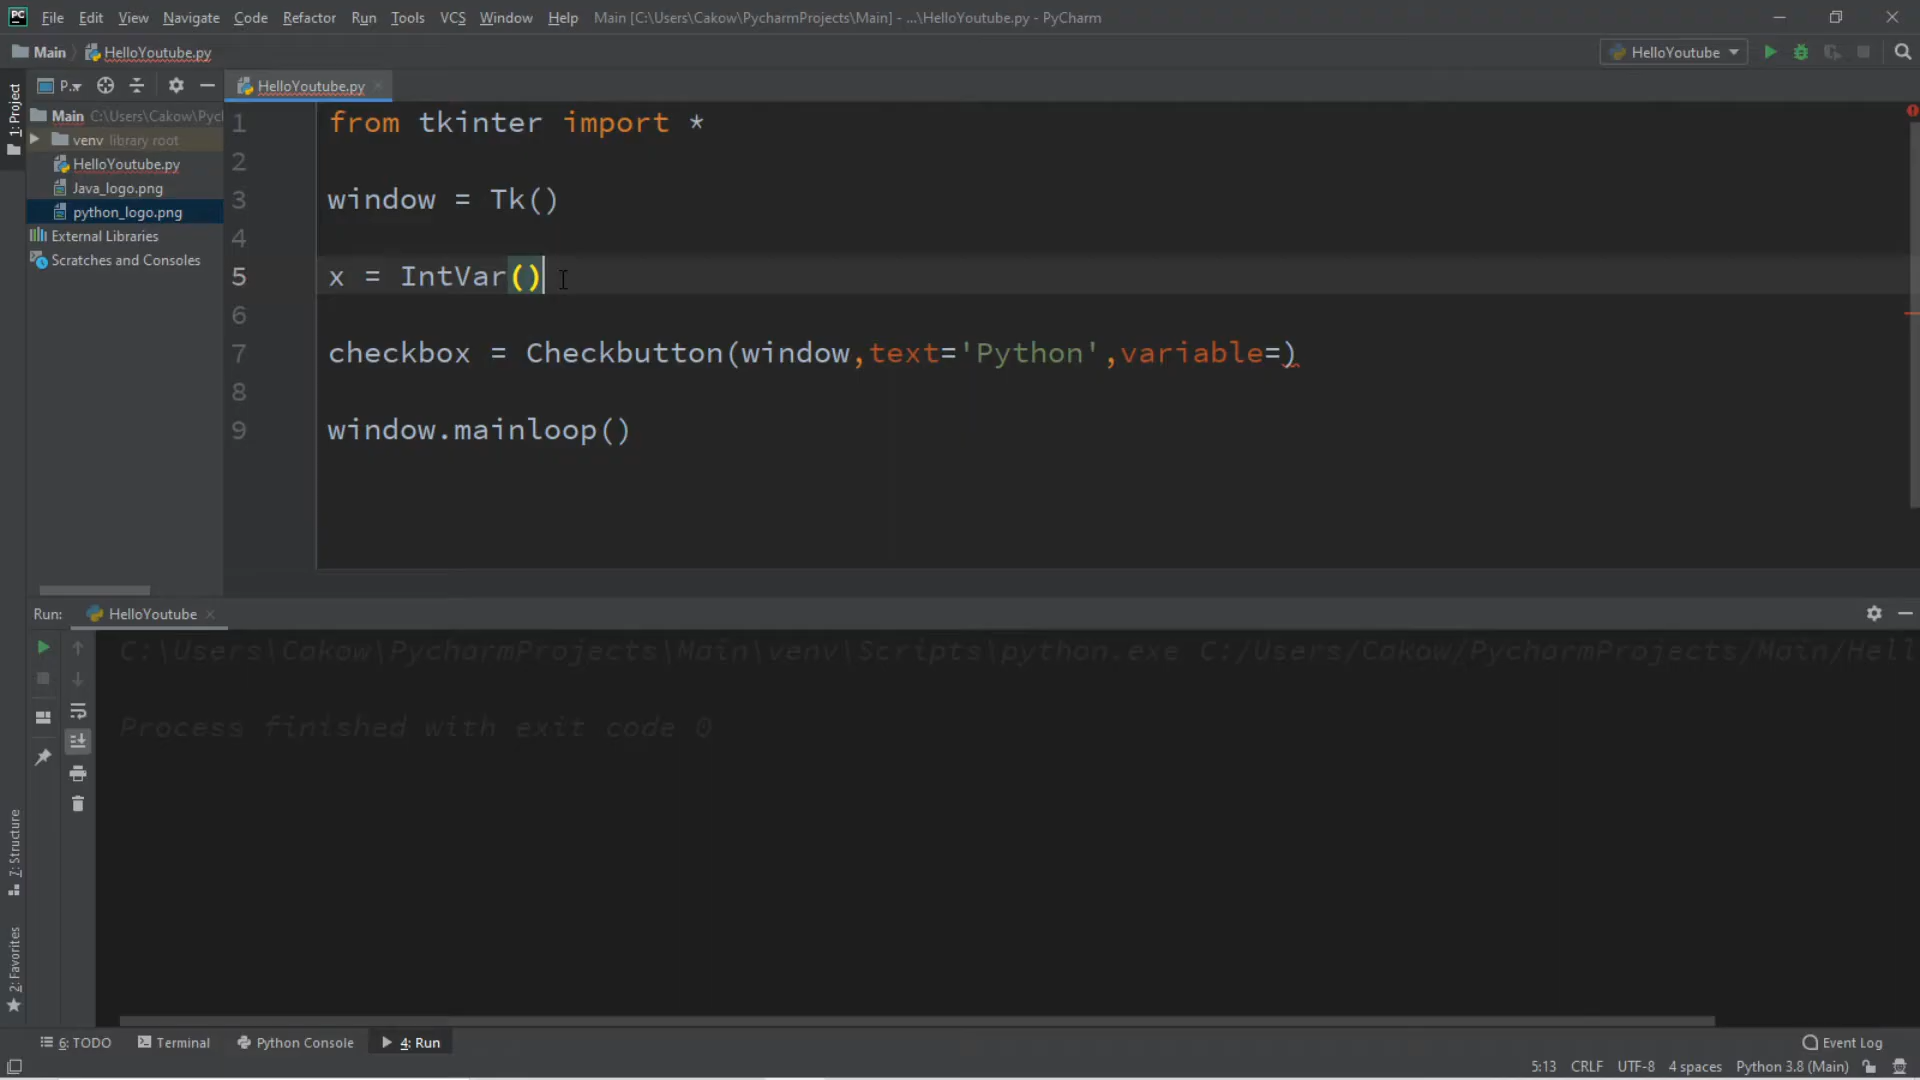 PC File Edit View Navigate Code Refactor Run Tools VCS Window Help Main [C:\Users\Cakow\PycharmProjects\Main] - ...\HelloYoutube.py - PyCharm
Main HelloYoutube.py HelloYoutube
P... HelloYoutube.py
1: Project
Main C:\Users\Cakow\Pycl
venv library root
HelloYoutube.py
Java_logo.png
python_logo.png
External Libraries
Scratches and Consoles
1 from tkinter import *
2
3 window = Tk()
4
5 x = IntVar()
6
7 checkbox = Checkbutton(window,text='Python',variable=)
8
9 window.mainloop()
Run: HelloYoutube
C:\Users\Cakow\PycharmProjects\Main\venv\Scripts\python.exe C:/Users/Cakow/PycharmProjects/Main/Hell
Process finished with exit code 0
7: Structure
2: Favorites
6: TODO Terminal Python Console 4: Run Event Log
5:13 CRLF UTF-8 4 spaces Python 3.8 (Main)